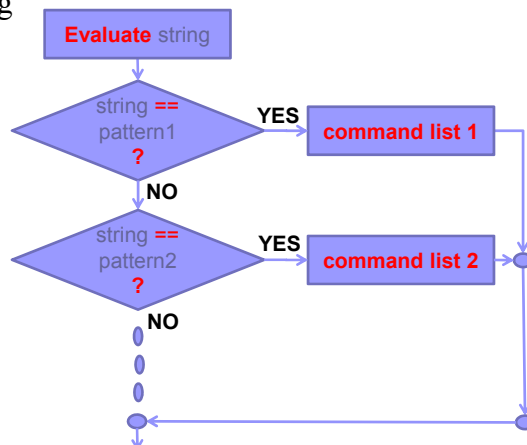 g
Evaluate string
string ==
pattern1
?
YES
command list 1
NO
string ==
pattern2
?
YES
command list 2
NO